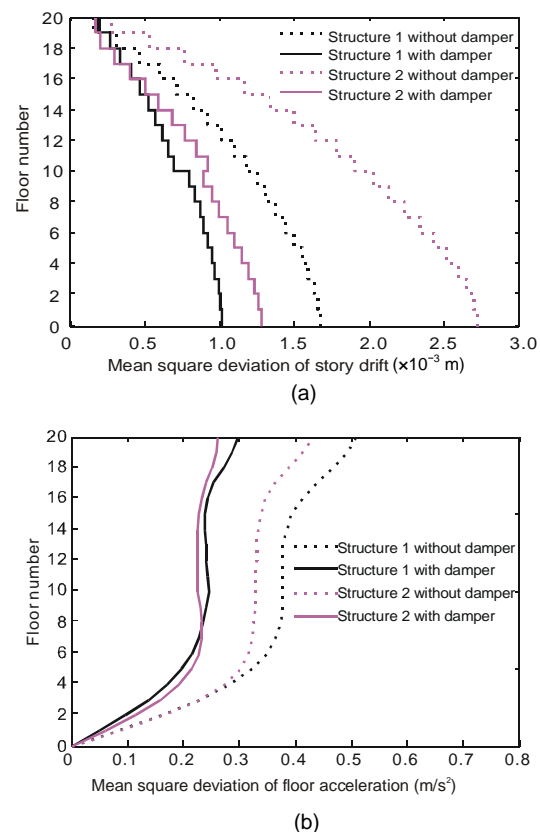 20
18
16
14
12
10
8
6
4
2
0
Floor number
Structure 1 without damper
Structure 1 with damper
Structure 2 without damper
Structure 2 with damper
0 0.5 1.0 1.5 2.0 2.5 3.0
Mean square deviation of story drift (×10⁻³ m)
(a)
20
18
16
14
12
10
8
6
4
2
0
Floor number
Structure 1 without damper
Structure 1 with damper
Structure 2 without damper
Structure 2 with damper
0 0.1 0.2 0.3 0.4 0.5 0.6 0.7 0.8
Mean square deviation of floor acceleration (m/s²)
(b)